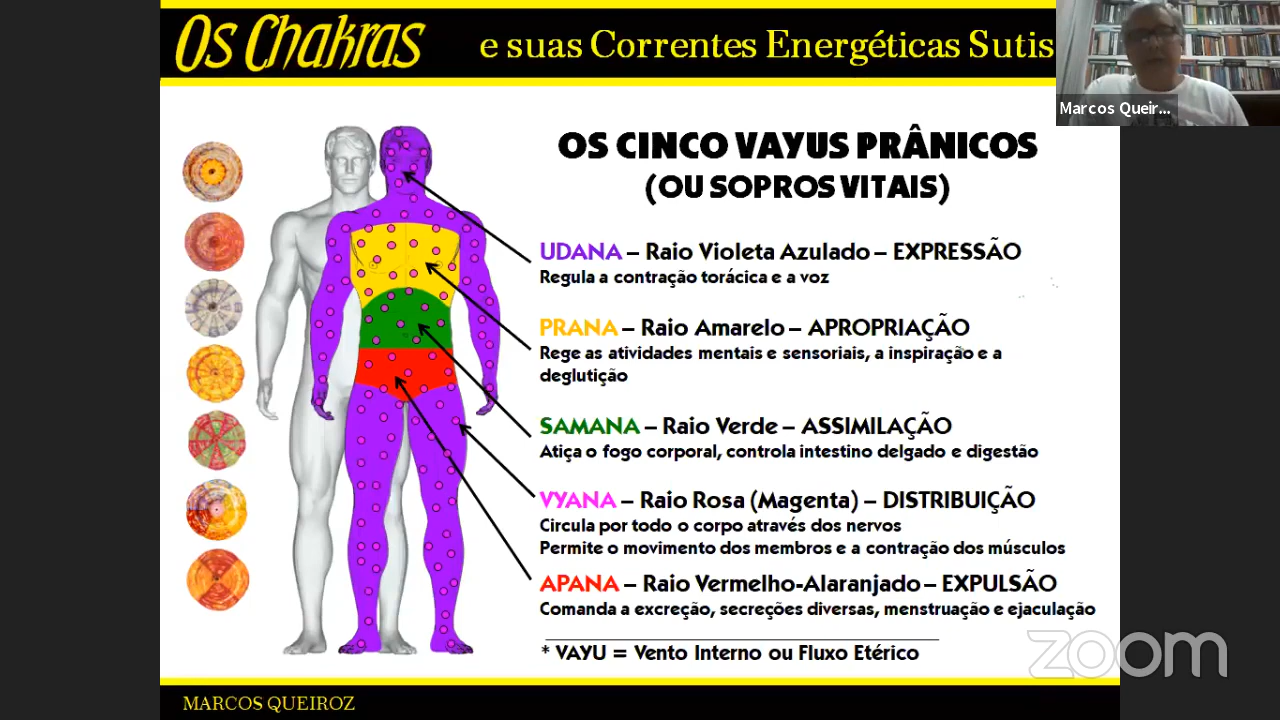 Os Chakras e suas Correntes Energéticas Sutis
Marcos Queir...
OS CINCO VAYUS PRÂNICOS
(OU SOPROS VITAIS)
UDANA – Raio Violeta Azulado – EXPRESSÃO
Regula a contração torácica e a voz
PRANA – Raio Amarelo – APROPRIAÇÃO
Rege as atividades mentais e sensoriais, a inspiração e a
deglutição
SAMANA – Raio Verde – ASSIMILAÇÃO
Atiça o fogo corporal, controla intestino delgado e digestão
VYANA – Raio Rosa (Magenta) – DISTRIBUIÇÃO
Circula por todo o corpo através dos nervos
Permite o movimento dos membros e a contração dos músculos
APANA – Raio Vermelho-Alaranjado – EXPULSÃO
Comanda a excreção, secreções diversas, menstruação e ejaculação
* VAYU = Vento Interno ou Fluxo Etérico
zoom
MARCOS QUEIROZ